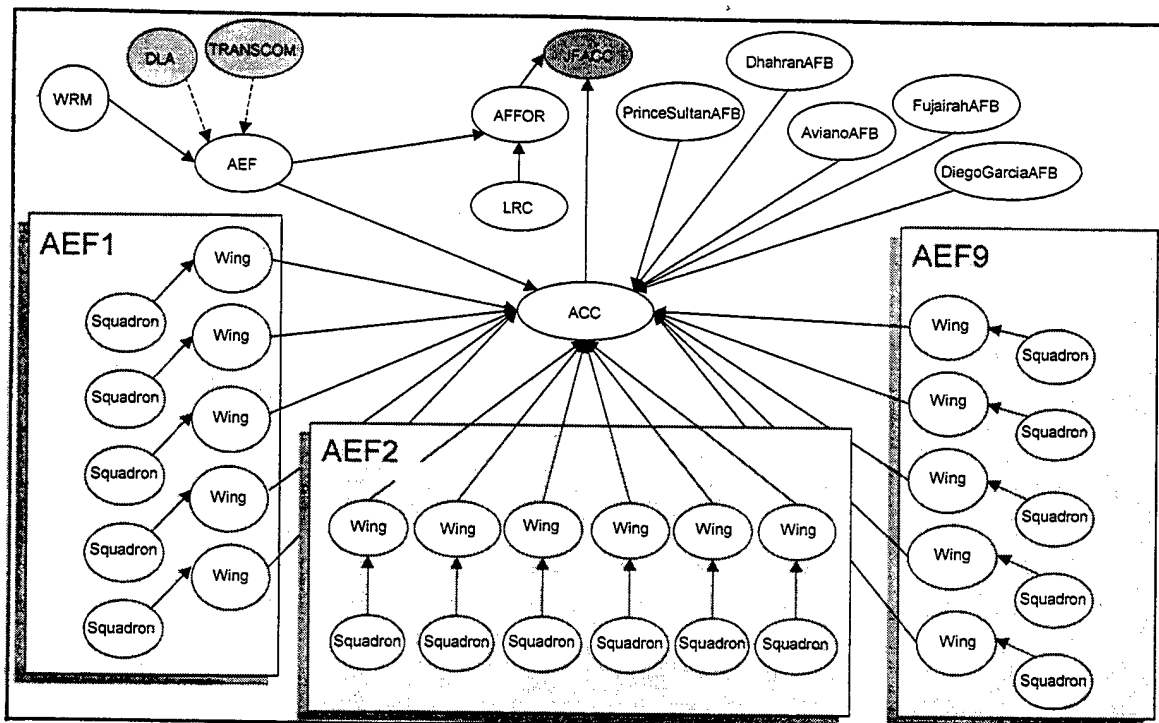 DLA
TRANSCOM
JFACC
WRM
AFFOR
AEF
LRC
PrinceSultanAFB
DhahranAFB
AvianoAFB
FujairahAFB
DiegoGarciaAFB
ACC
AEF1
Wing
Squadron
Wing
Squadron
Wing
Squadron
Wing
Squadron
Wing
Squadron
AEF2
Wing Wing Wing Wing Wing Wing
Squadron Squadron Squadron Squadron Squadron Squadron
AEF9
Wing
Squadron
Wing
Squadron
Wing
Squadron
Wing
Squadron
Wing
Squadron